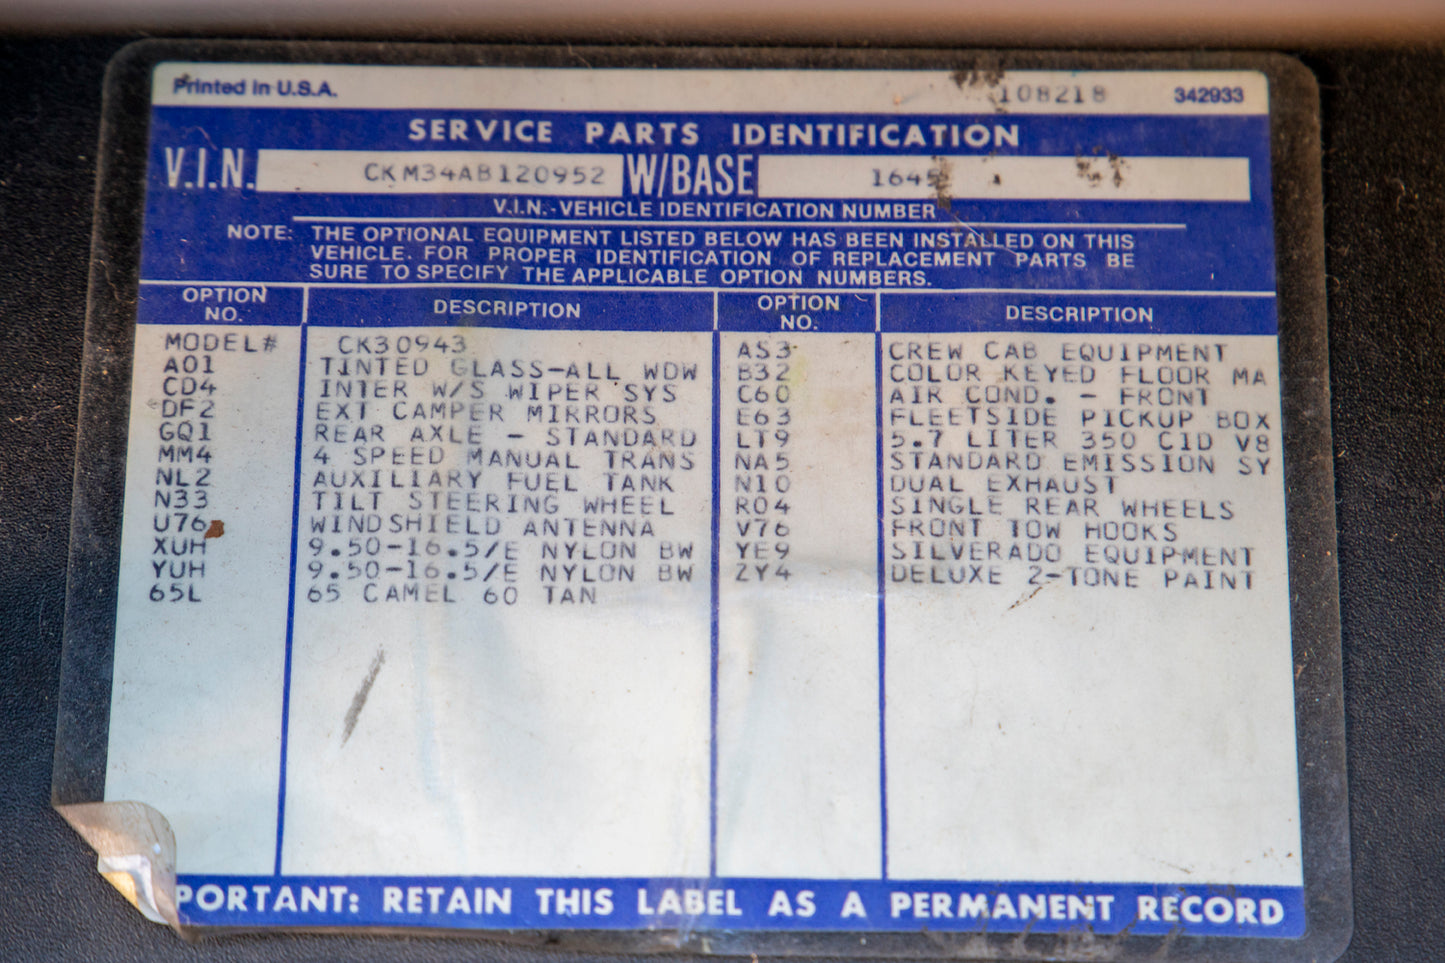 Printed in U.S.A.
108218 342933
SERVICE PARTS IDENTIFICATION
V.I.N. CKM34AB120952 W/BASE 1645
V.I.N.-VEHICLE IDENTIFICATION NUMBER
NOTE: THE OPTIONAL EQUIPMENT LISTED BELOW HAS BEEN INSTALLED ON THIS
VEHICLE. FOR PROPER IDENTIFICATION OF REPLACEMENT PARTS BE
SURE TO SPECIFY THE APPLICABLE OPTION NUMBERS.
OPTION NO. DESCRIPTION
MODEL# CK30943
A01 TINTED GLASS-ALL WDW
CD4 INTER W/S WIPER SYS
DF2 EXT CAMPER MIRRORS
GQ1 REAR AXLE - STANDARD
MM4 4 SPEED MANUAL TRANS
NL2 AUXILIARY FUEL TANK
N33 TILT STEERING WHEEL
U76 WINDSHIELD ANTENNA
XUH 9.50-16.5/E NYLON BW
YUH 9.50-16.5/E NYLON BW
65L 65 CAMEL 60 TAN
OPTION NO. DESCRIPTION
AS3 CREW CAB EQUIPMENT
B32 COLOR KEYED FLOOR MA
C60 AIR COND. - FRONT
E63 FLEETSIDE PICKUP BOX
LT9 5.7 LITER 350 CID V8
NA5 STANDARD EMISSION SY
N10 DUAL EXHAUST
R04 SINGLE REAR WHEELS
V76 FRONT TOW HOOKS
YE9 SILVERADO EQUIPMENT
ZY4 DELUXE 2-TONE PAINT
PORTANT: RETAIN THIS LABEL AS A PERMANENT RECORD